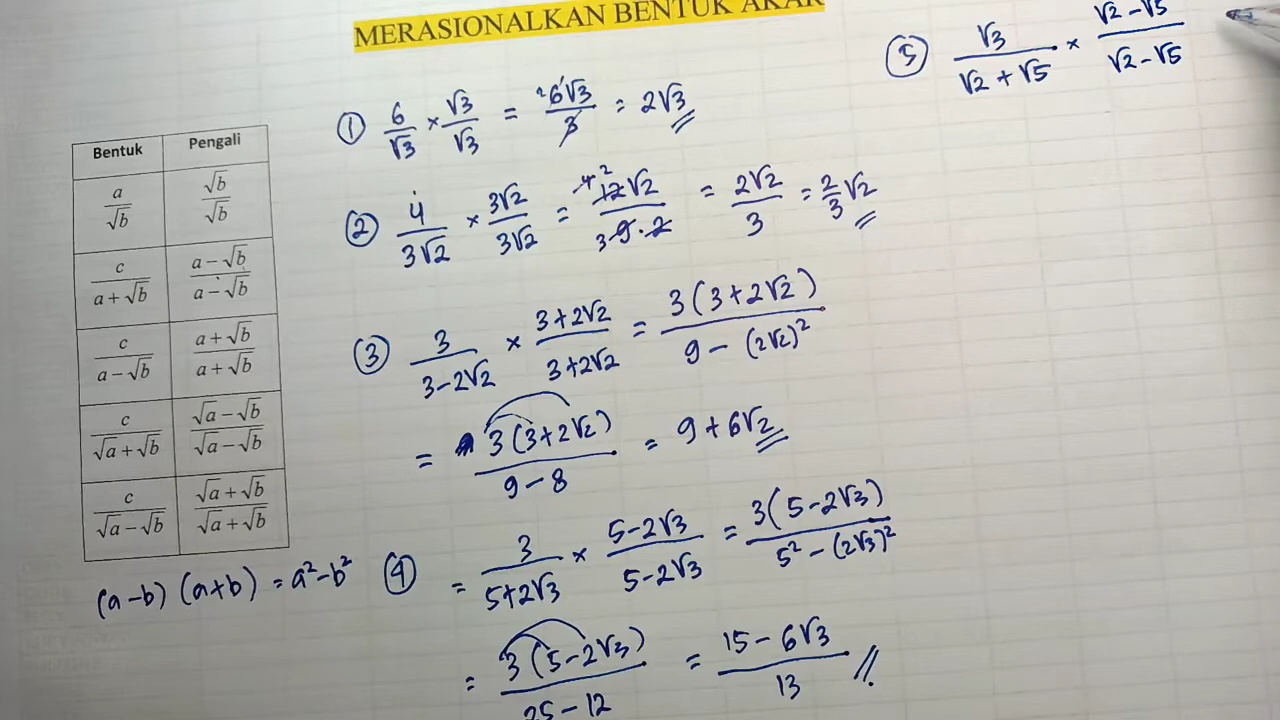 MERASIONALKAN BENTUK AKAR
Bentuk Pengali
a/√b √b/√b
c/(a+√b) (a−√b)/(a−√b)
c/(a−√b) (a+√b)/(a+√b)
c/(√a+√b) (√a−√b)/(√a−√b)
c/(√a−√b) (√a+√b)/(√a+√b)
(a−b) (a+b) = a²−b²
① 6/√3 × √3/√3 = 6√3/3 = 2√3
② 4/(3√2) × 3√2/(3√2) = 12√2/(9·2) = 2√2/3 = 2/3 √2
③ 3/(3−2√2) × (3+2√2)/(3+2√2) = 3(3+2√2)/(9−(2√2)²)
= 3(3+2√2)/(9−8) = 9+6√2
④ = 3/(5+2√3) × (5−2√3)/(5−2√3) = 3(5−2√3)/(5²−(2√3)²)
= 3(5−2√3)/(25−12) = (15−6√3)/13
⑤ √3/(√2+√5) × (√2−√5)/(√2−√5)